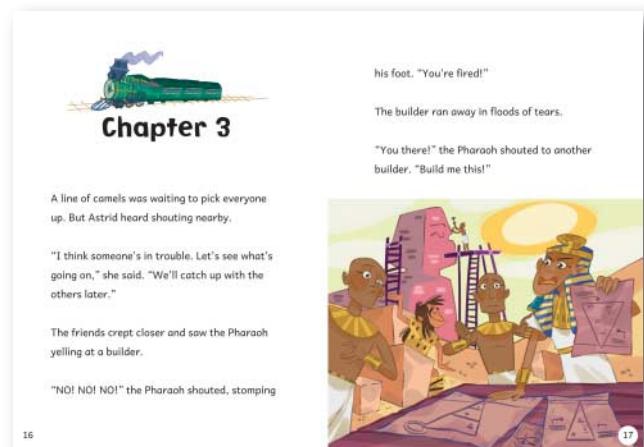 Chapter 3
A line of camels was waiting to pick everyone
up. But Astrid heard shouting nearby.
“I think someone’s in trouble. Let’s see what’s
going on,” she said. “We’ll catch up with the
others later.”
The friends crept closer and saw the Pharaoh
yelling at a builder.
“NO! NO! NO!” the Pharaoh shouted, stomping
16
his foot. “You’re fired!”
The builder ran away in floods of tears.
“You there!” the Pharaoh shouted to another
builder. “Build me this!”
17